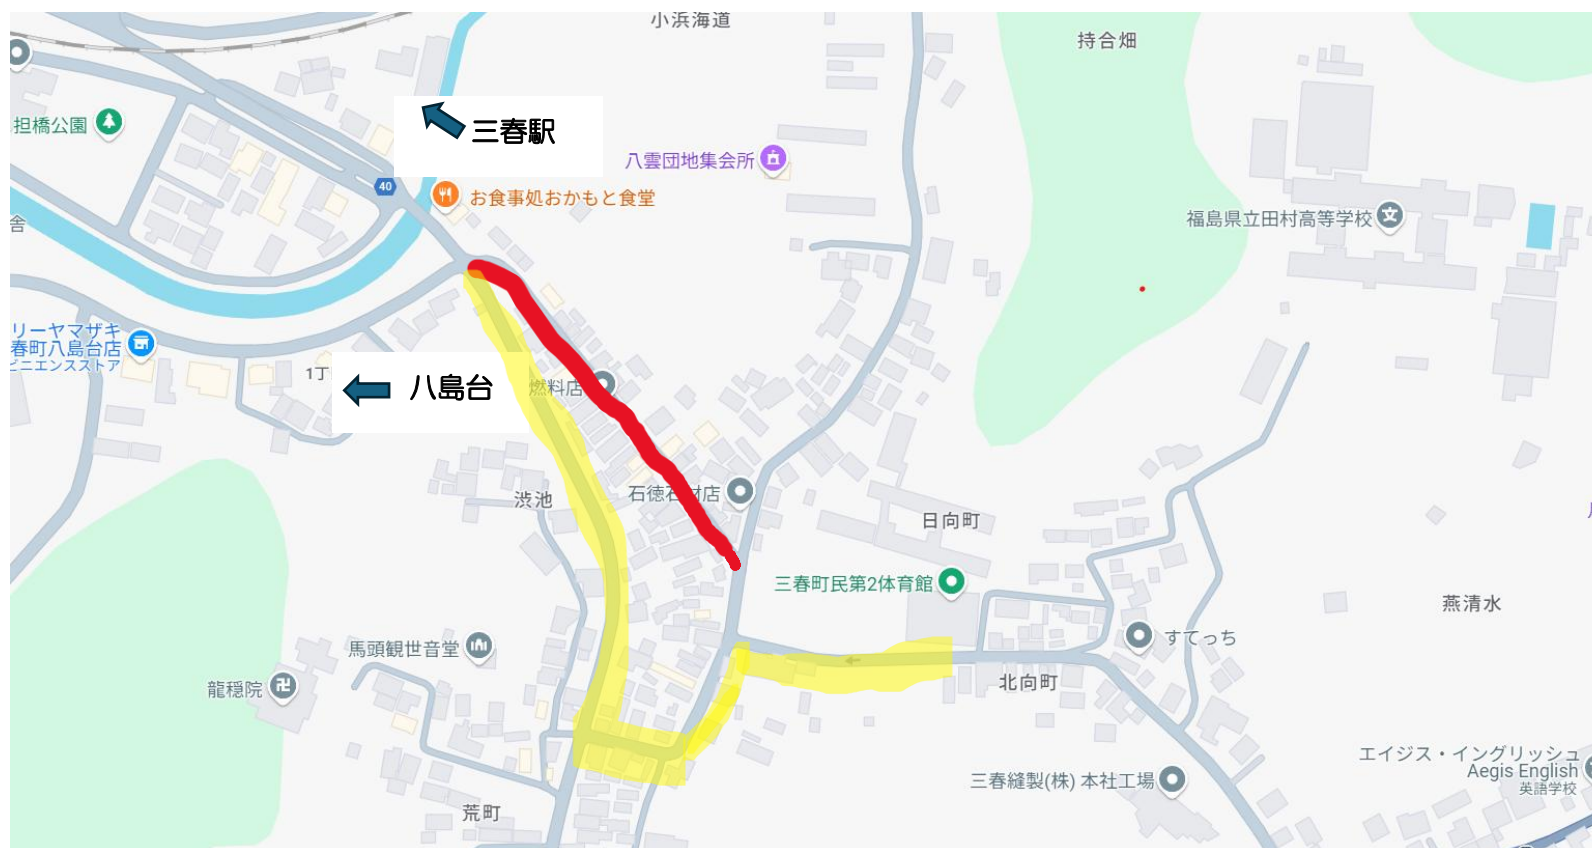 小浜海道
持合畑
担橋公園
三春駅
八雲団地集会所
40
お食事処おかもと食堂
福島県立田村高等学校
舎
リーヤマザキ
春町八島台店
ビニエンスストア
1丁
八島台
燃料店
石徳石材店
渋池
日向町
三春町民第2体育館
燕清水
すてっち
馬頭観世音堂
龍穏院
北向町
エイジス・イングリッシュ
Aegis English
英語学校
三春縫製(株) 本社工場
荒町